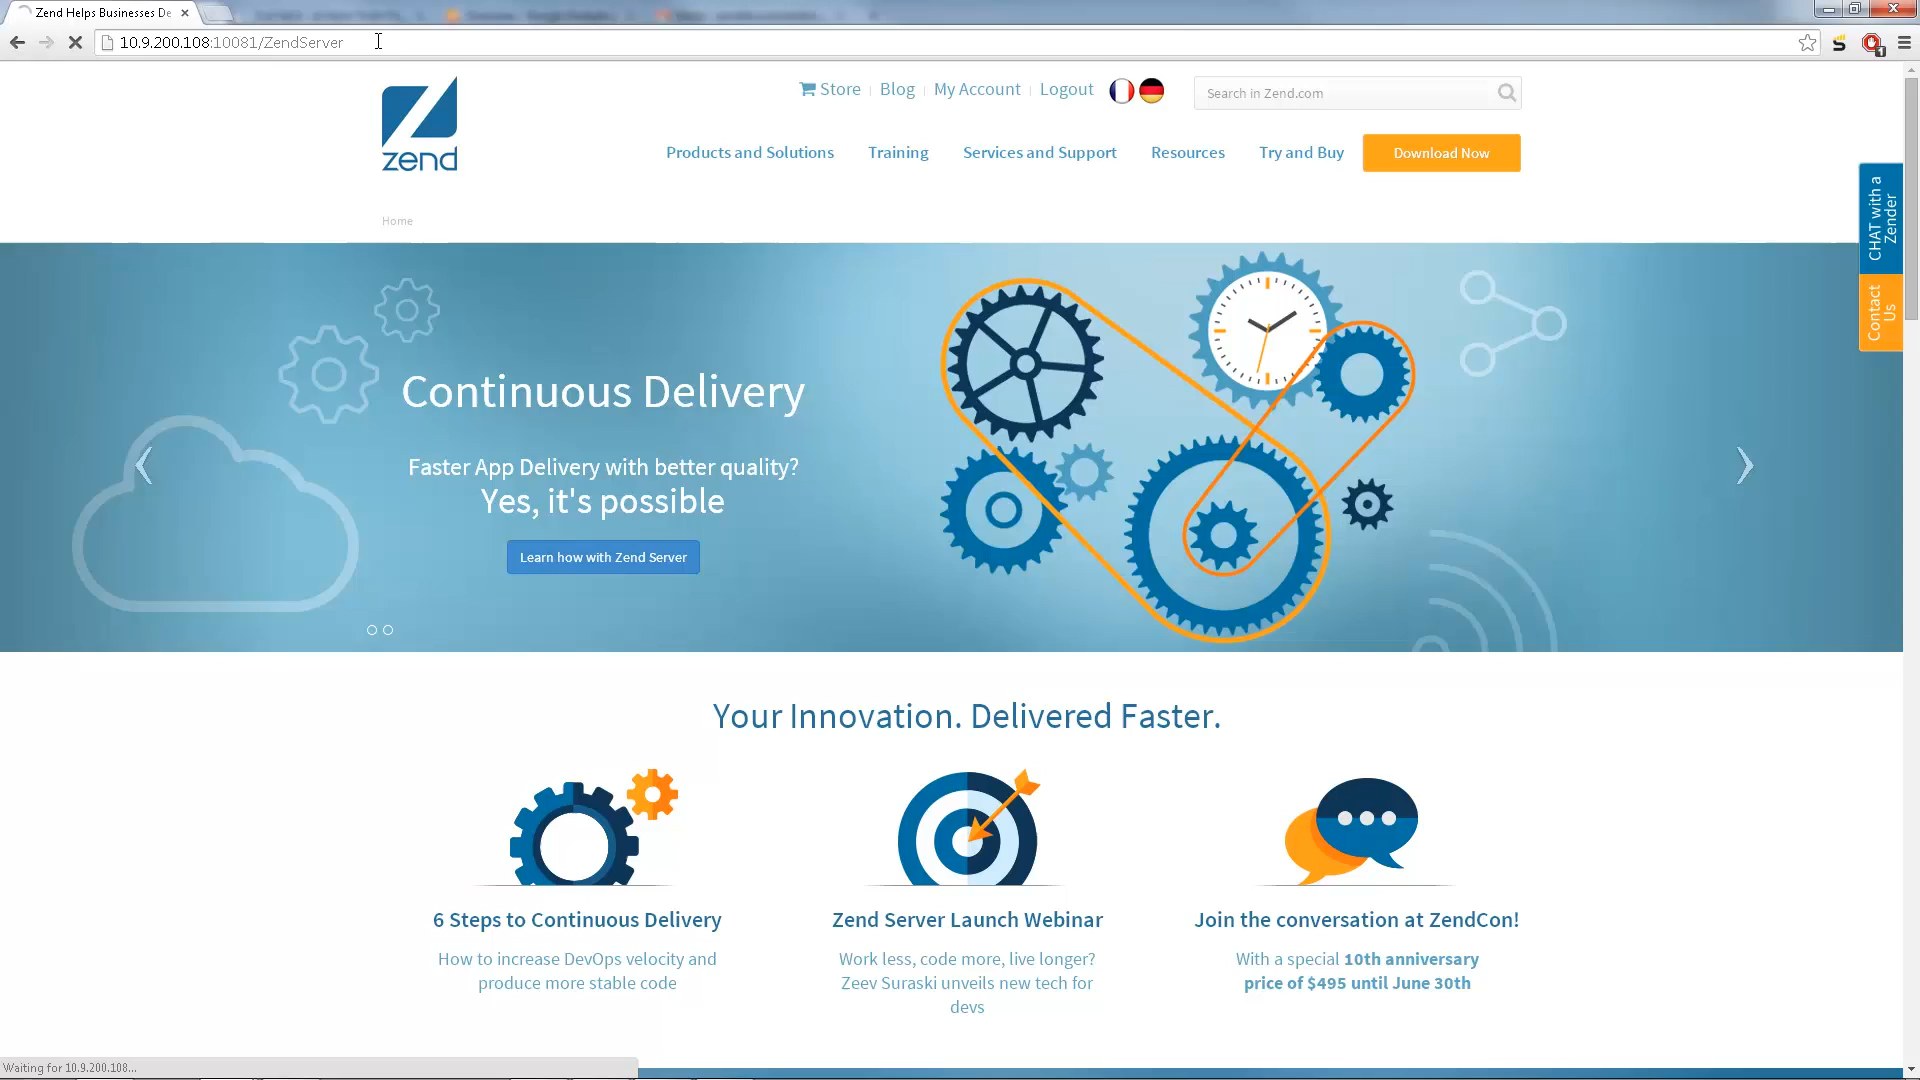 Zend Helps Businesses De
10.9.200.108:10081/ZendServer
zend
Store
Blog
My Account
Logout
Search in Zend.com
Products and Solutions
Training
Services and Support
Resources
Try and Buy
Download Now
CHAT with a
Zender
Contact
Us
Home
Continuous Delivery
Faster App Delivery with better quality?
Yes, it's possible
Learn how with Zend Server
Your Innovation. Delivered Faster.
6 Steps to Continuous Delivery
How to increase DevOps velocity and
produce more stable code
Zend Server Launch Webinar
Work less, code more, live longer?
Zeev Suraski unveils new tech for
devs
Join the conversation at ZendCon!
With a special 10th anniversary
price of $495 until June 30th
Waiting for 10.9.200.108...